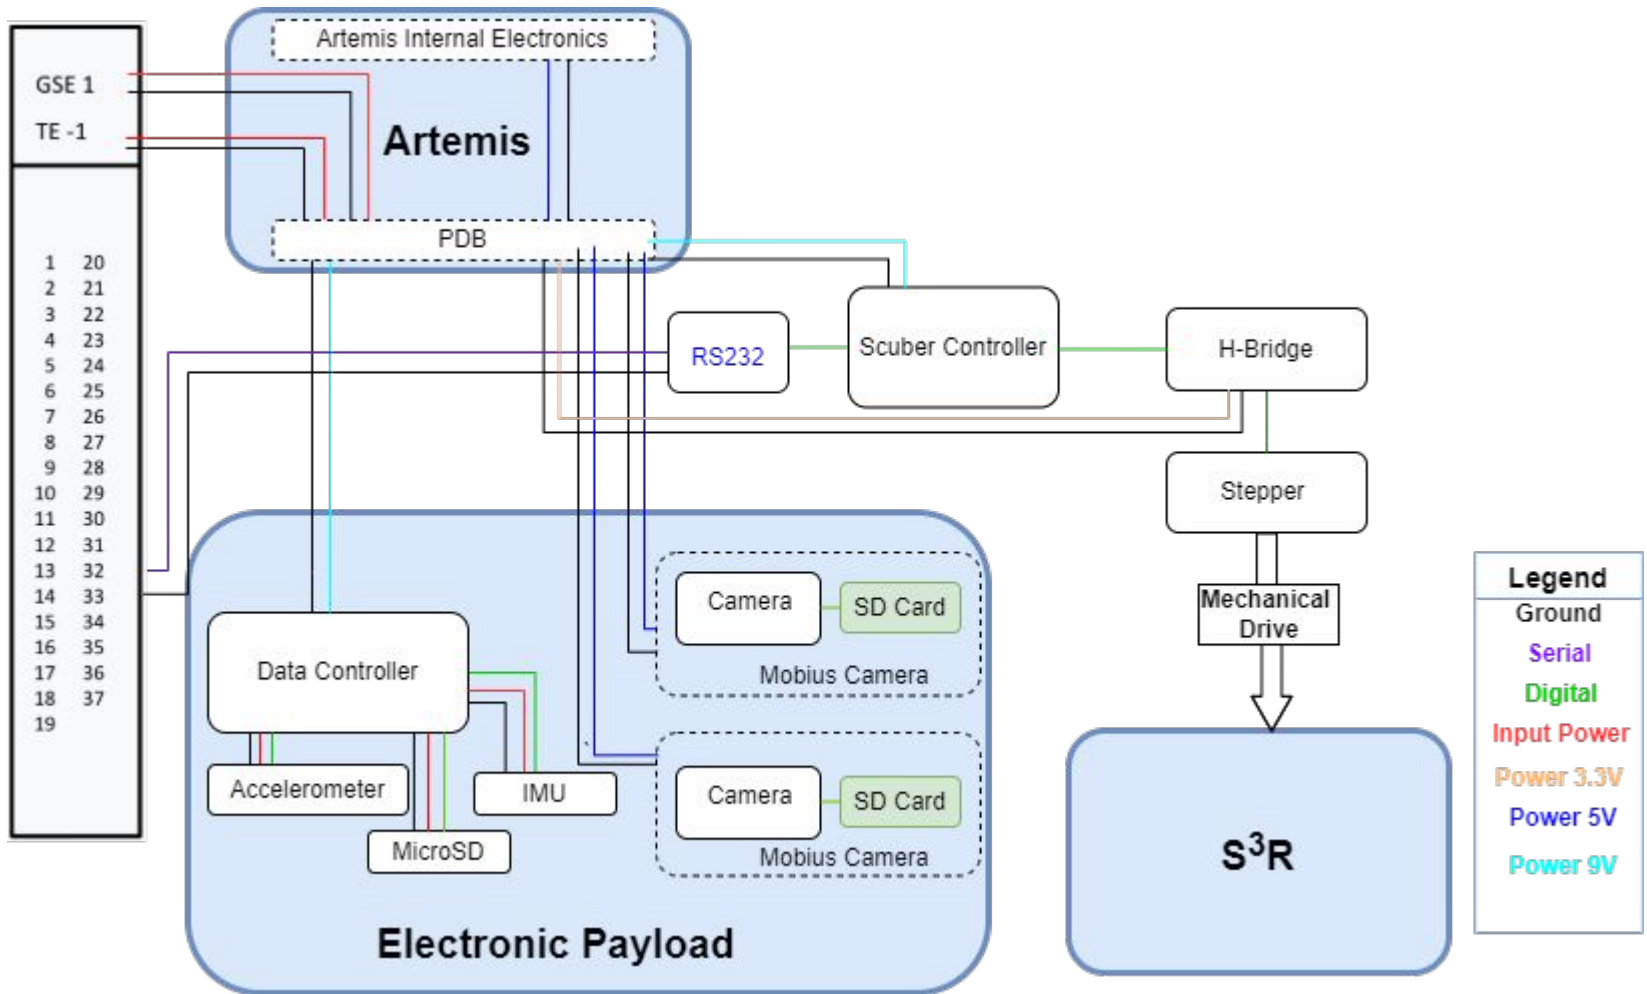 GSE 1
TE -1
1 20
2 21
3 22
4 23
5 24
6 25
7 26
8 27
9 28
10 29
11 30
12 31
13 32
14 33
15 34
16 35
17 36
18 37
19
Artemis Internal Electronics
Artemis
PDB
RS232
Scuber Controller
H-Bridge
Stepper
Mechanical
Drive
S³R
Data Controller
Accelerometer
MicroSD
IMU
Camera
SD Card
Mobius Camera
Camera
SD Card
Mobius Camera
Electronic Payload
Legend
Ground
Serial
Digital
Input Power
Power 3.3V
Power 5V
Power 9V